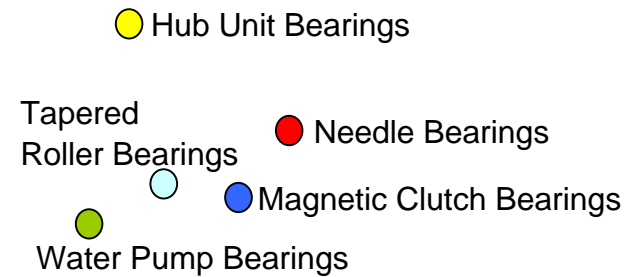 Hub Unit Bearings
Tapered
Roller Bearings
Needle Bearings
Magnetic Clutch Bearings
Water Pump Bearings